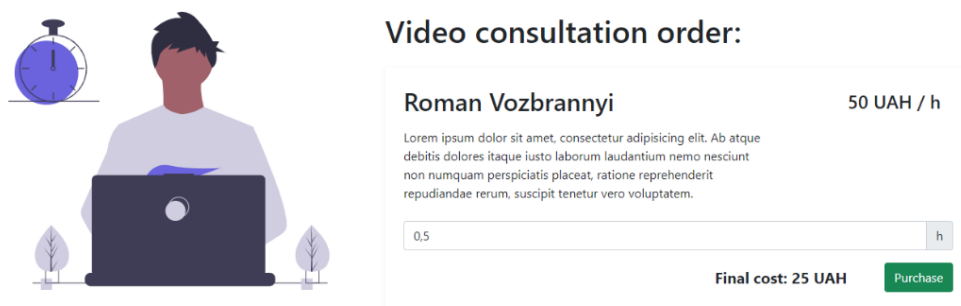 Video consultation order:
Roman Vozbrannyi
50 UAH / h
Lorem ipsum dolor sit amet, consectetur adipisicing elit. Ab atque
debitis dolores itaque iusto laborum laudantium nemo nesciunt
non numquam perspiciatis placeat, ratione reprehenderit
repudiandae rerum, suscipit tenetur vero voluptatem.
0,5
h
Final cost: 25 UAH
Purchase